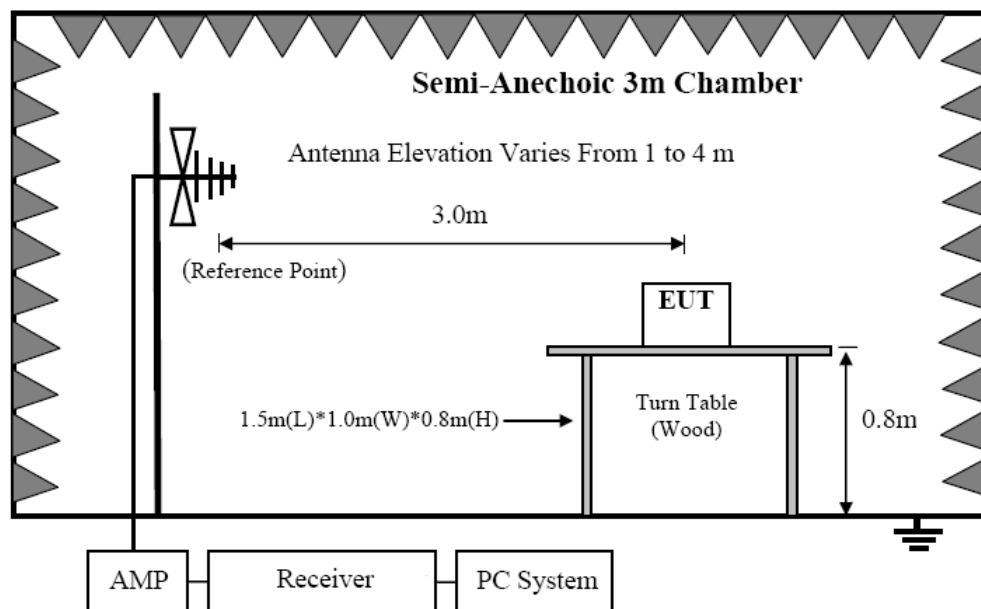 Semi-Anechoic 3m Chamber
Antenna Elevation Varies From 1 to 4 m
3.0m
(Reference Point)
EUT
1.5m(L)*1.0m(W)*0.8m(H)
Turn Table
(Wood)
0.8m
AMP
Receiver
PC System